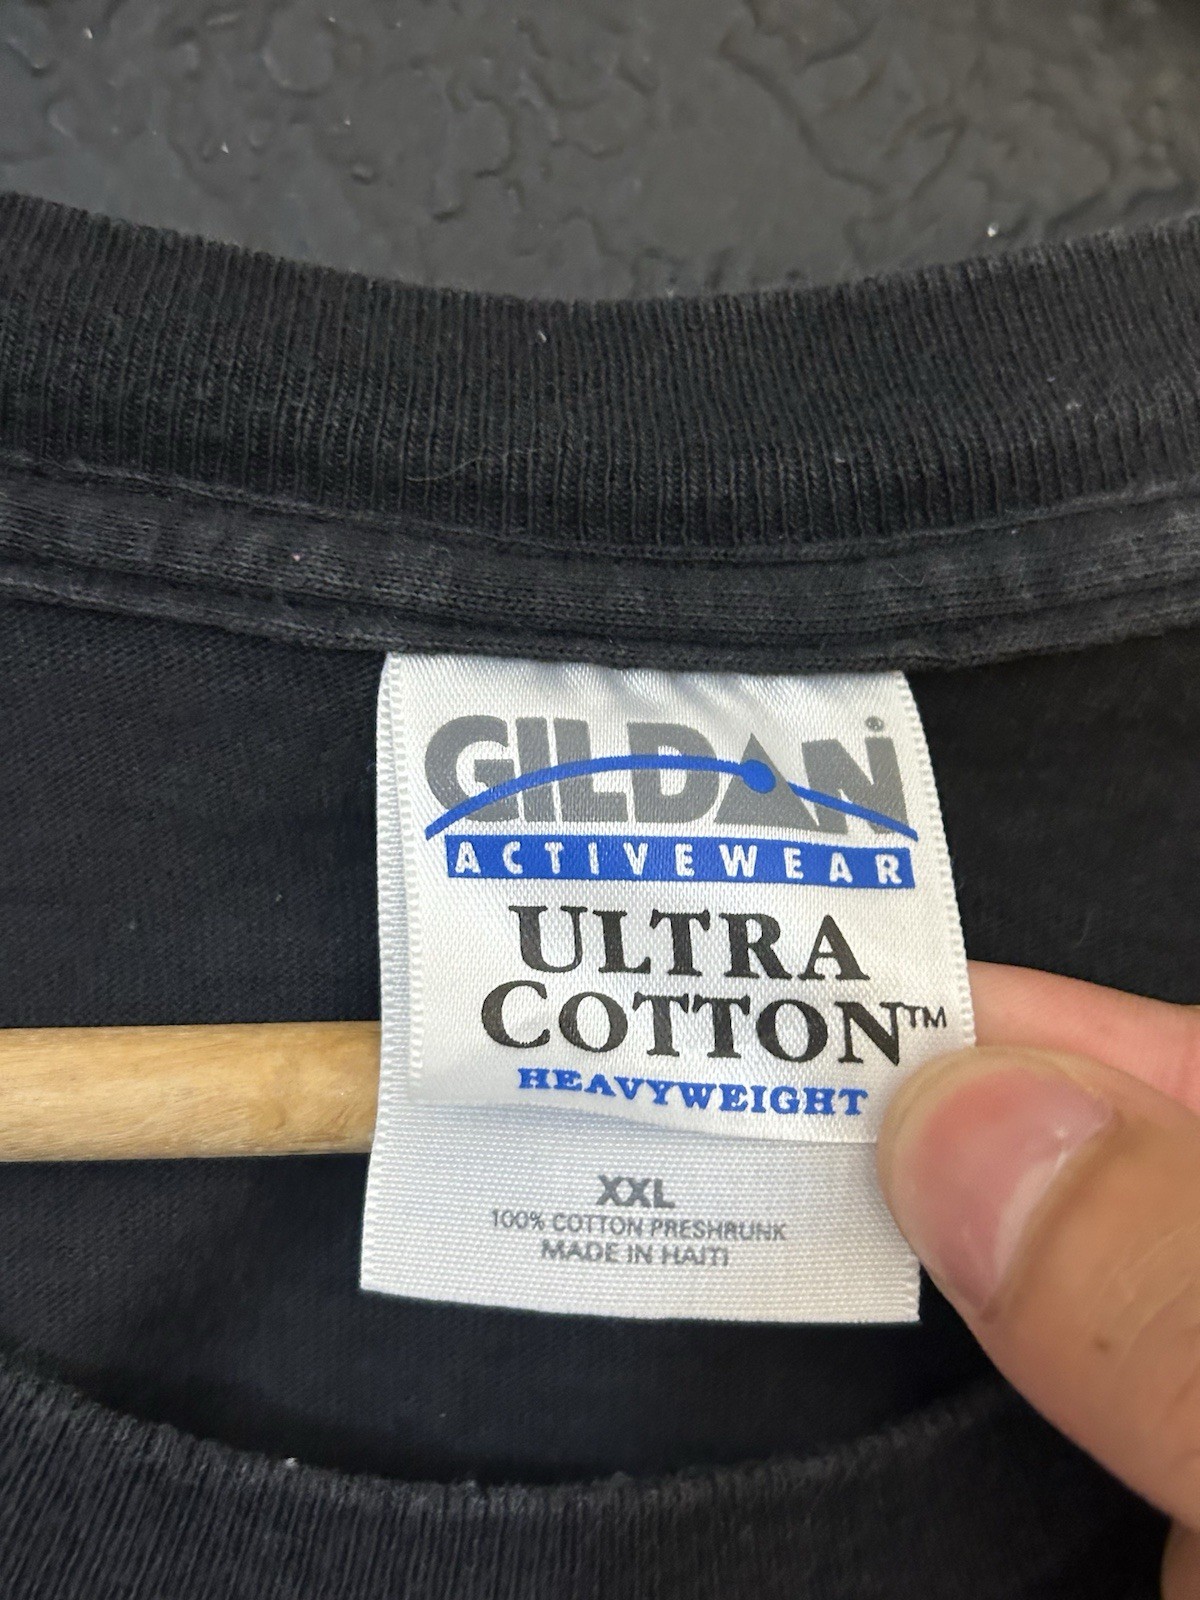 GILDAN®
ACTIVEWEAR
ULTRA
COTTON™
HEAVYWEIGHT
XXL
100% COTTON PRESHRUNK
MADE IN HAITI